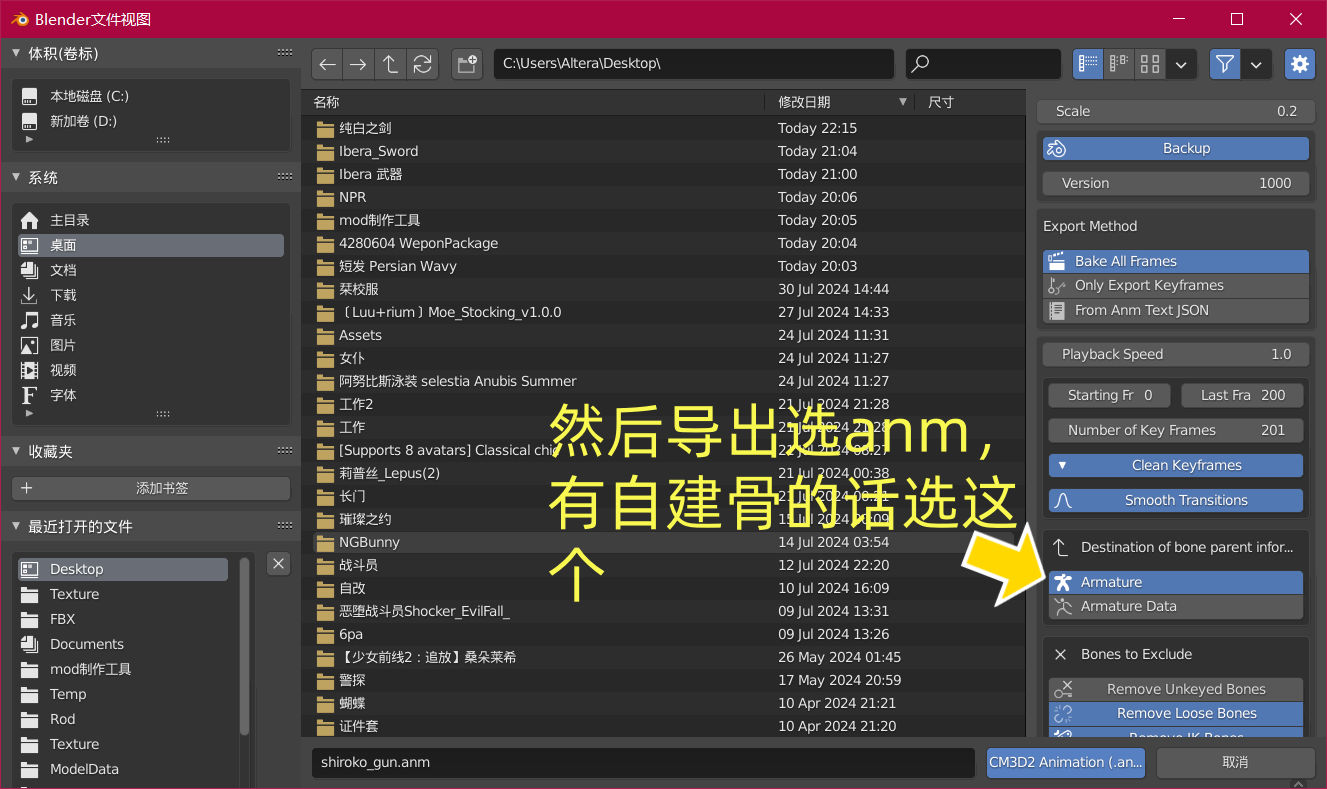 Blender文件视图
体积(卷标)
本地磁盘 (C:)
新加卷 (D:)
系统
主目录
桌面
文档
下载
音乐
图片
视频
字体
收藏夹
添加书签
最近打开的文件
Desktop
Texture
FBX
Documents
mod制作工具
Temp
Rod
Texture
ModelData
C:\Users\Altera\Desktop\
名称 修改日期 尺寸
纯白之剑 Today 22:15
Ibera_Sword Today 21:04
Ibera 武器 Today 21:00
NPR Today 20:06
mod制作工具 Today 20:05
4280604 WeponPackage Today 20:04
短发 Persian Wavy Today 20:03
栞校服 30 Jul 2024 14:44
〔Luu+rium〕Moe_Stocking_v1.0.0 27 Jul 2024 14:33
Assets 24 Jul 2024 11:31
女仆 24 Jul 2024 11:27
阿努比斯泳装 selestia Anubis Summer 24 Jul 2024 11:27
工作2 21 Jul 2024 21:28
工作 21 Jul 2024 21:28
[Supports 8 avatars] Classical chic 22 Jul 2024 08:27
莉普丝_Lepus(2) 21 Jul 2024 00:38
长门 21 Jul 2024 00:21
璀璨之约 15 Jul 2024 00:09
NGBunny 14 Jul 2024 03:54
战斗员 12 Jul 2024 22:20
自改 10 Jul 2024 16:09
恶堕战斗员Shocker_EvilFall_ 09 Jul 2024 13:31
6pa 09 Jul 2024 13:26
【少女前线2：追放】桑朵莱希 26 May 2024 01:45
警探 17 May 2024 20:59
蝴蝶 10 Apr 2024 21:21
证件套 10 Apr 2024 21:20
然后导出选anm，
有自建骨的话选这
个
Scale 0.2
Backup
Version 1000
Export Method
Bake All Frames
Only Export Keyframes
From Anm Text JSON
Playback Speed 1.0
Starting Fr 0 Last Fra 200
Number of Key Frames 201
Clean Keyframes
Smooth Transitions
Destination of bone parent infor...
Armature
Armature Data
Bones to Exclude
Remove Unkeyed Bones
Remove Loose Bones
Remove IK Bones
shiroko_gun.anm
CM3D2 Animation (.an...
取消